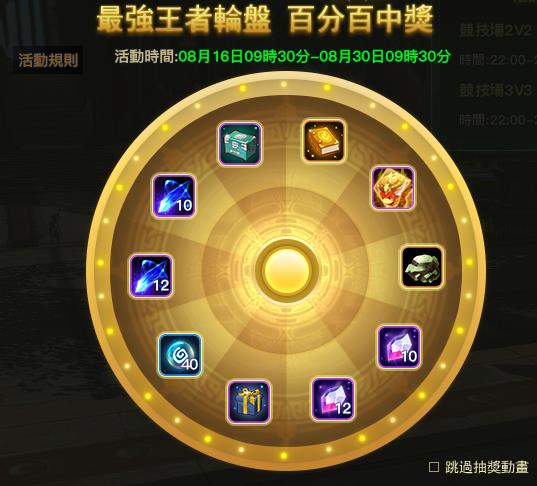 最強王者輪盤 百分百中獎
活動規則
活動時間:08月16日09時30分-08月30日09時30分
競技場2V2
時間:22:00-2
競技場3V3
時間:22:00-2
10
12
40
12
10
跳過抽獎動畫